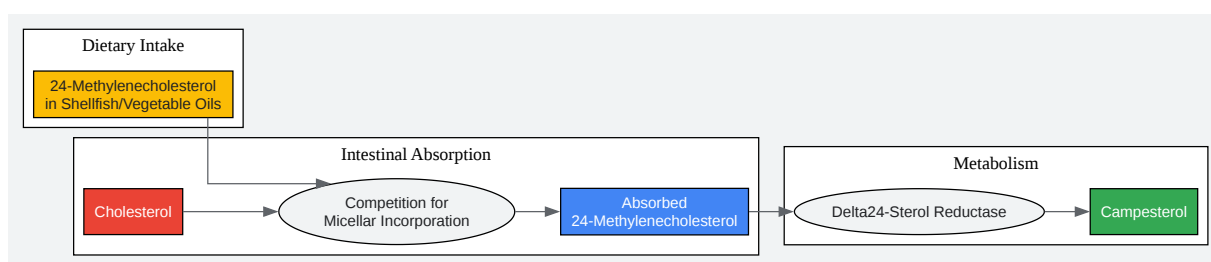 Dietary Intake
24-Methylenecholesterol
in Shellfish/Vegetable Oils
Intestinal Absorption
Cholesterol
Competition for
Micellar Incorporation
Absorbed
24-Methylenecholesterol
Metabolism
Delta24-Sterol Reductase
Campesterol